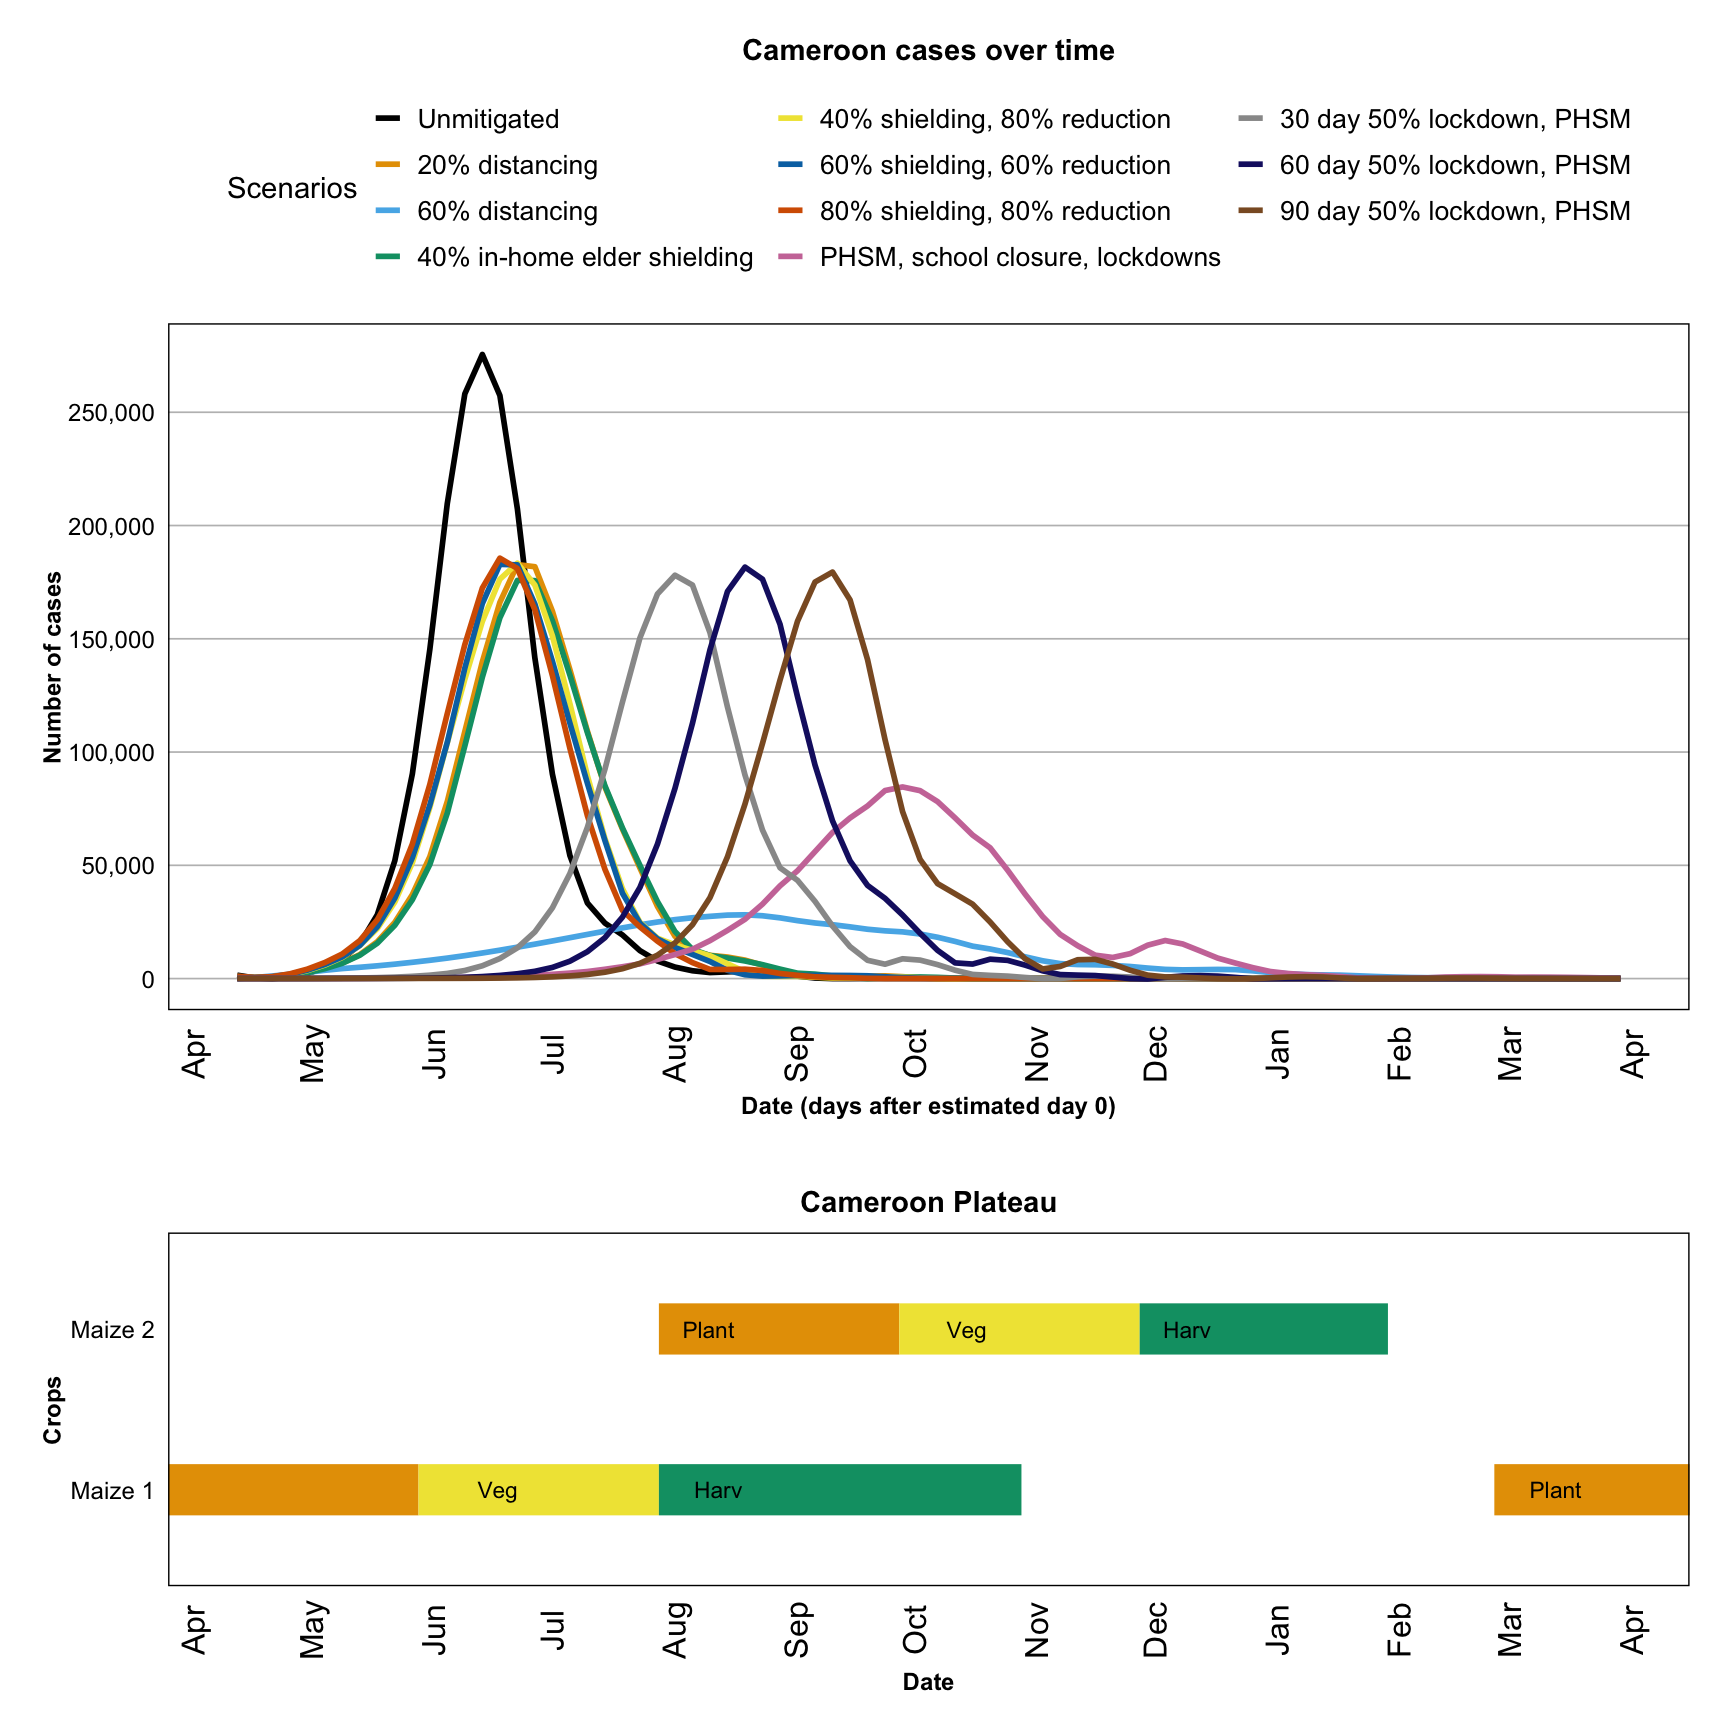 Cameroon cases over time
Scenarios
Unmitigated
20% distancing
60% distancing
40% in-home elder shielding
40% shielding, 80% reduction
60% shielding, 60% reduction
80% shielding, 80% reduction
PHSM, school closure, lockdowns
30 day 50% lockdown, PHSM
60 day 50% lockdown, PHSM
90 day 50% lockdown, PHSM
Number of cases
250,000
200,000
150,000
100,000
50,000
0
Apr
May
Jun
Jul
Aug
Sep
Oct
Nov
Dec
Jan
Feb
Mar
Apr
Date (days after estimated day 0)
Cameroon Plateau
Crops
Maize 2
Plant
Veg
Harv
Maize 1
Veg
Harv
Plant
Apr
May
Jun
Jul
Aug
Sep
Oct
Nov
Dec
Jan
Feb
Mar
Apr
Date